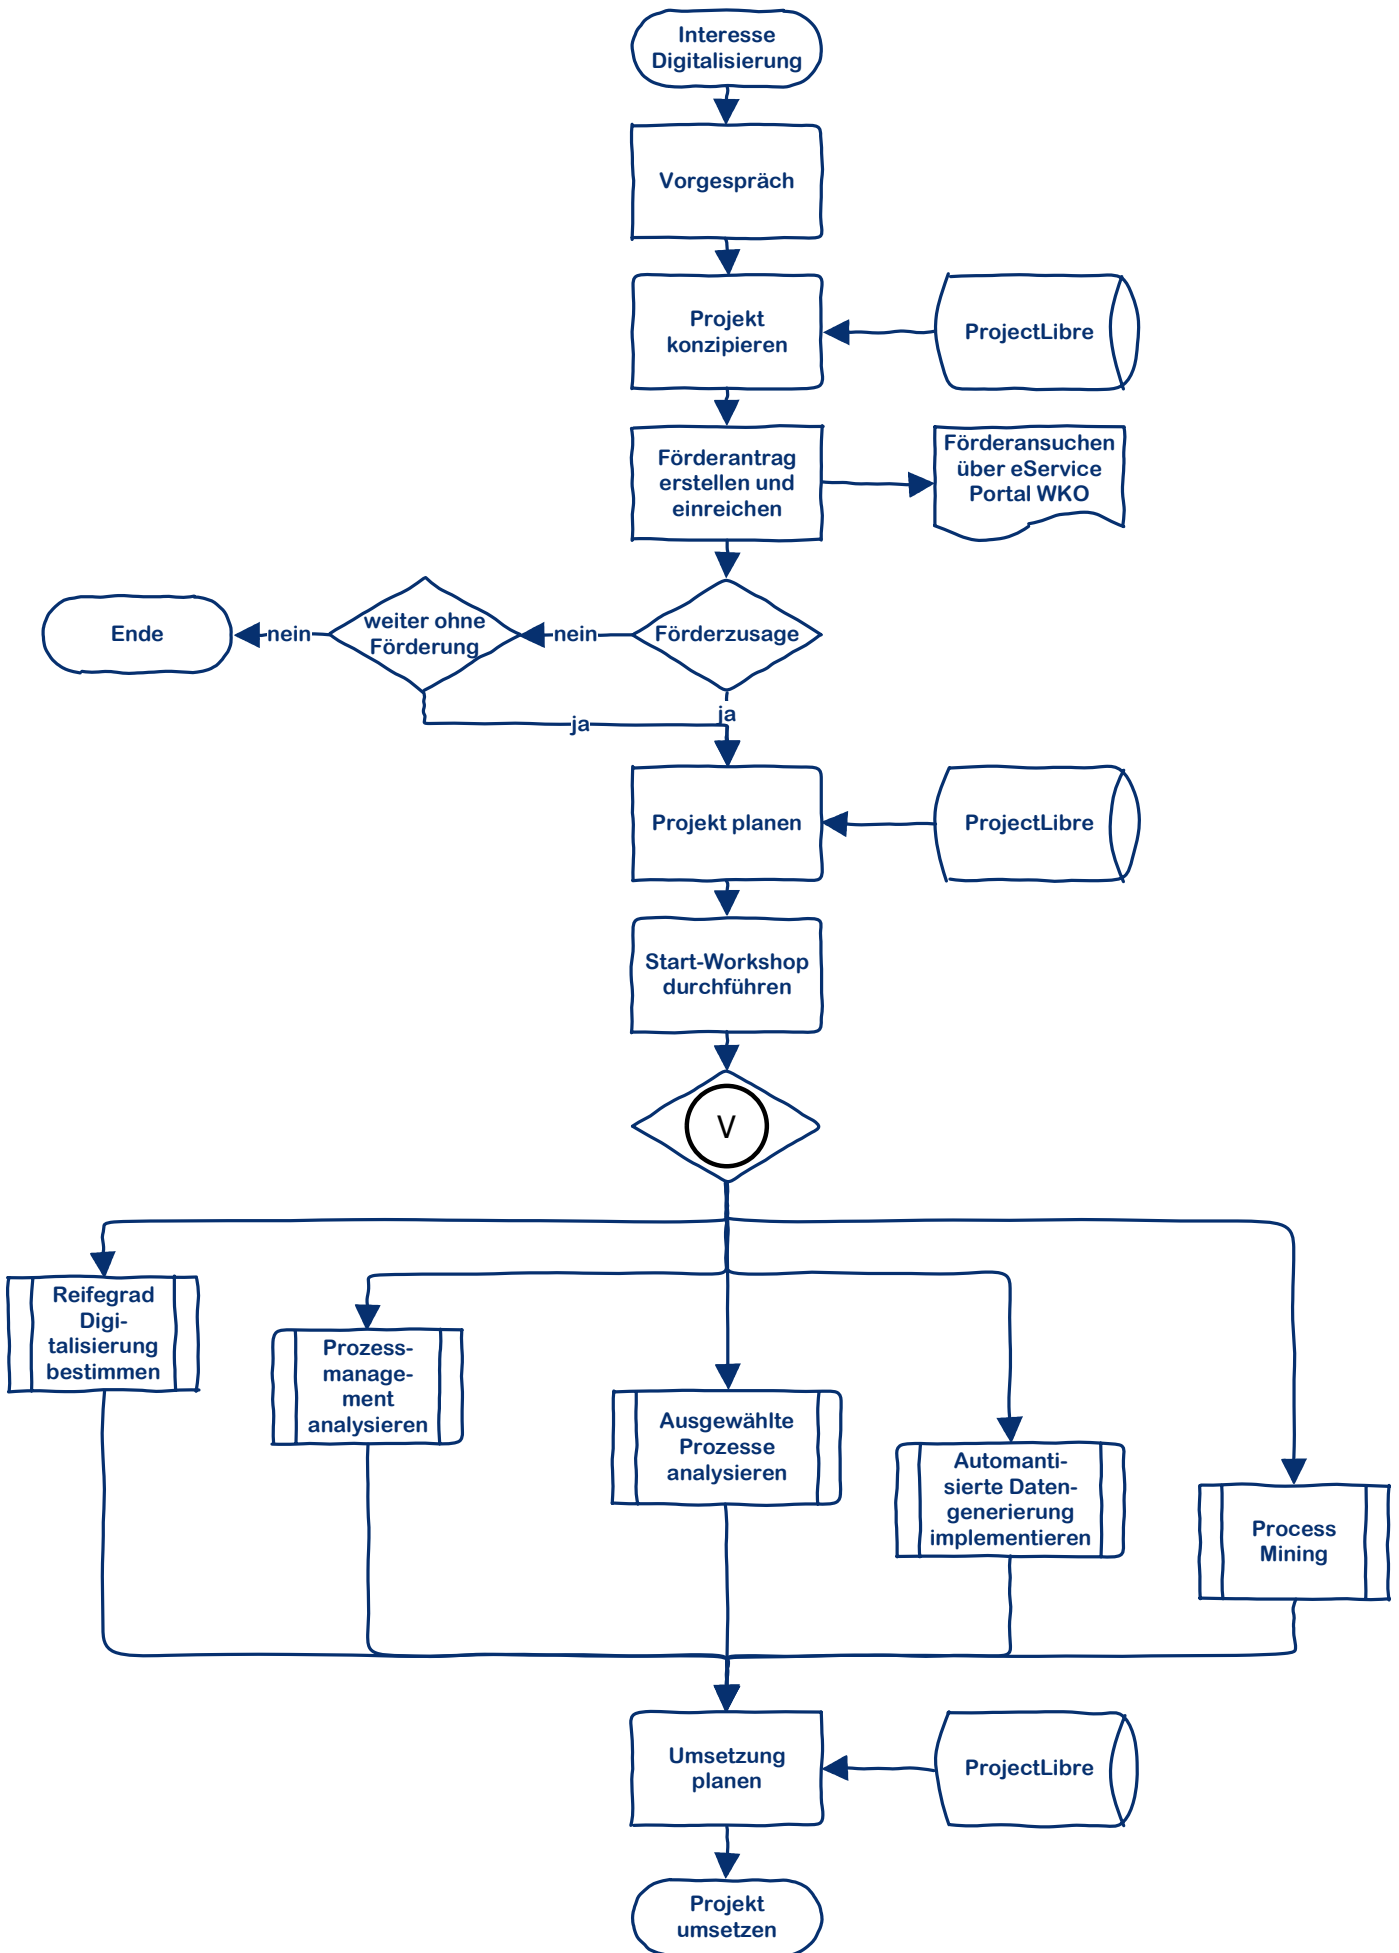 Interesse
Digitalisierung
Vorgespräch
Projekt
konzipieren
ProjectLibre
Förderantrag
erstellen und
einreichen
Förderansuchen
über eService
Portal WKO
Ende
nein
weiter ohne
Förderung
nein
Förderzusage
ja
ja
Projekt planen
ProjectLibre
Start-Workshop
durchführen
V
Reifegrad
Digi-
talisierung
bestimmen
Prozess-
manage-
ment
analysieren
Ausgewählte
Prozesse
analysieren
Automanti-
sierte Daten-
generierung
implementieren
Process
Mining
Umsetzung
planen
ProjectLibre
Projekt
umsetzen